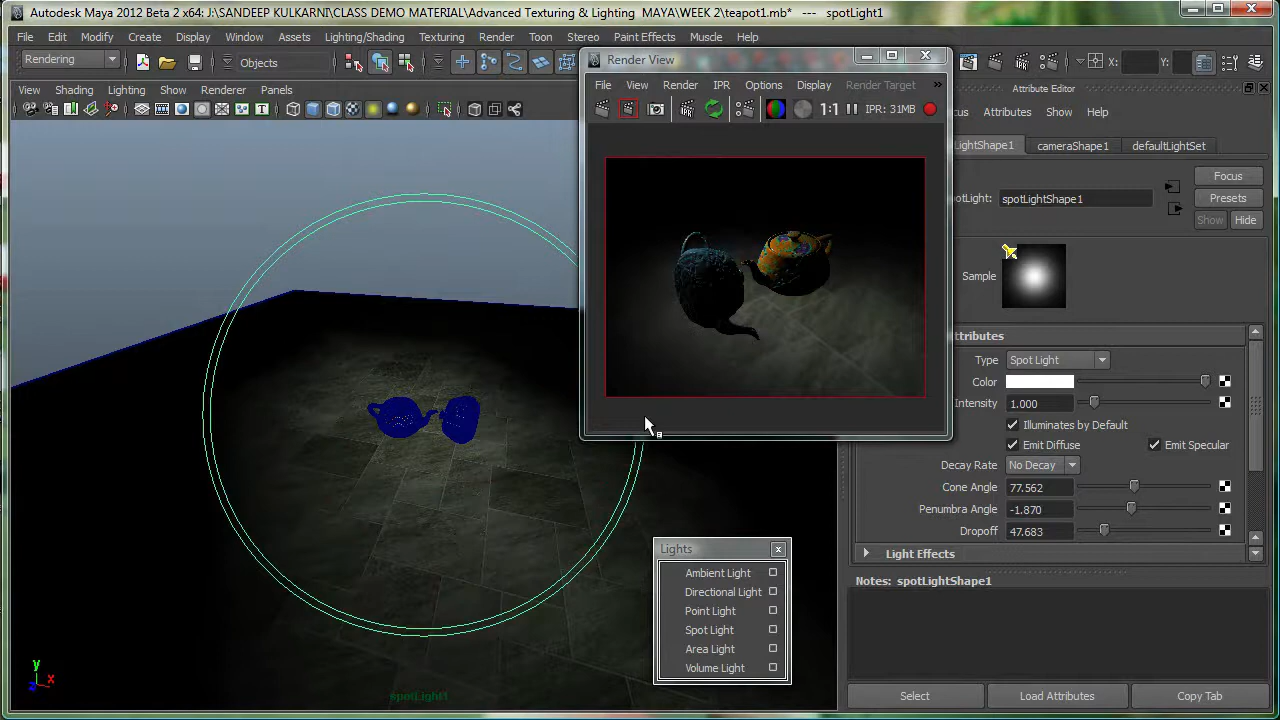 Autodesk Maya 2012 Beta 2 x64: J:\SANDEEP KULKARNI\CLASS DEMO MATERIAL\Advanced Texturing & Lighting MAYA\WEEK \teapot1.mb* --- spotLight1
File Edit Modify Create Display Window Assets Lighting/Shading Texturing Render Toon Stereo Paint Effects Muscle Help
Rendering
Objects
X:
Y:
View Shading Lighting Show Renderer Panels
Render View
File View Render IPR Options Display Render Target »
1:1
IPR: 31MB
Attribute Editor
Attributes Show Help
cameraShape1 defaultLightSet
spotLightShape1
Focus
Presets
Show Hide
Sample
Type Spot Light
Color
Intensity 1.000
Illuminates by Default
Emit Diffuse Emit Specular
Decay Rate No Decay
Cone Angle 77.562
Penumbra Angle -1.870
Dropoff 47.683
Light Effects
Notes: spotLightShape1
Select Load Attributes Copy Tab
Lights x
Ambient Light
Directional Light
Point Light
Spot Light
Area Light
Volume Light
y
z x
spotLight1